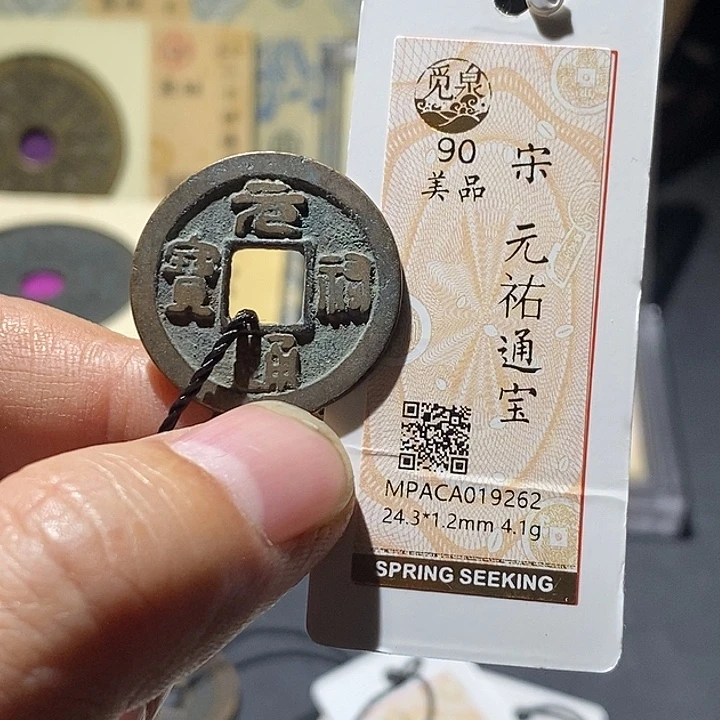 元祐通寶
觅泉
90
美品
宋 元祐通宝
MPACA019262
24.3*1.2mm 4.1g
SPRING SEEKING